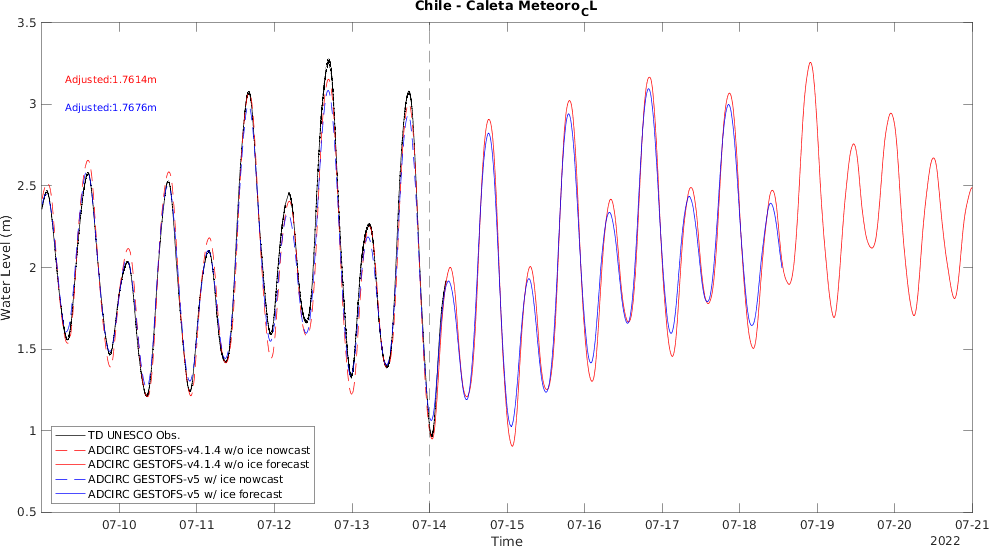 Chile - Caleta Meteoro_CL
3.5
3
2.5
2
1.5
1
0.5
Water Level (m)
Adjusted:1.7614m
Adjusted:1.7676m
TD UNESCO Obs.
ADCIRC GESTOFS-v4.1.4 w/o ice nowcast
ADCIRC GESTOFS-v4.1.4 w/o ice forecast
ADCIRC GESTOFS-v5 w/ ice nowcast
ADCIRC GESTOFS-v5 w/ ice forecast
07-10 07-11 07-12 07-13 07-14 07-15 07-16 07-17 07-18 07-19 07-20 07-21
Time
2022